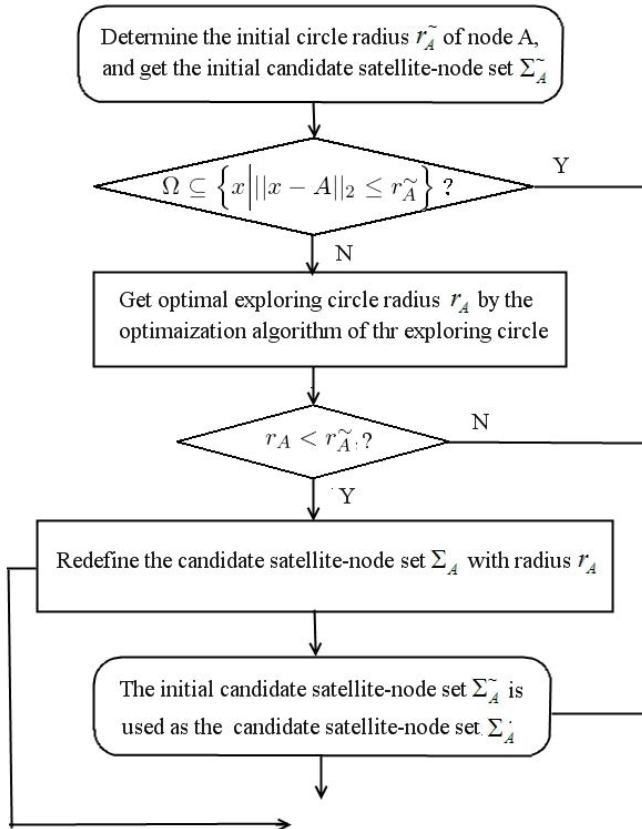 Determine the initial circle radius r_A^~ of node A,
and get the initial candidate satellite-node set Σ_A^~
Ω ⊆ {x | ||x − A||_2 ≤ r_A^~} ?
Y
N
Get optimal exploring circle radius r_A by the
optimaization algorithm of thr exploring circle
r_A < r_A^~ ?
N
Y
Redefine the candidate satellite-node set Σ_A with radius r_A
The initial candidate satellite-node set Σ_A^~ is
used as the candidate satellite-node set Σ_A